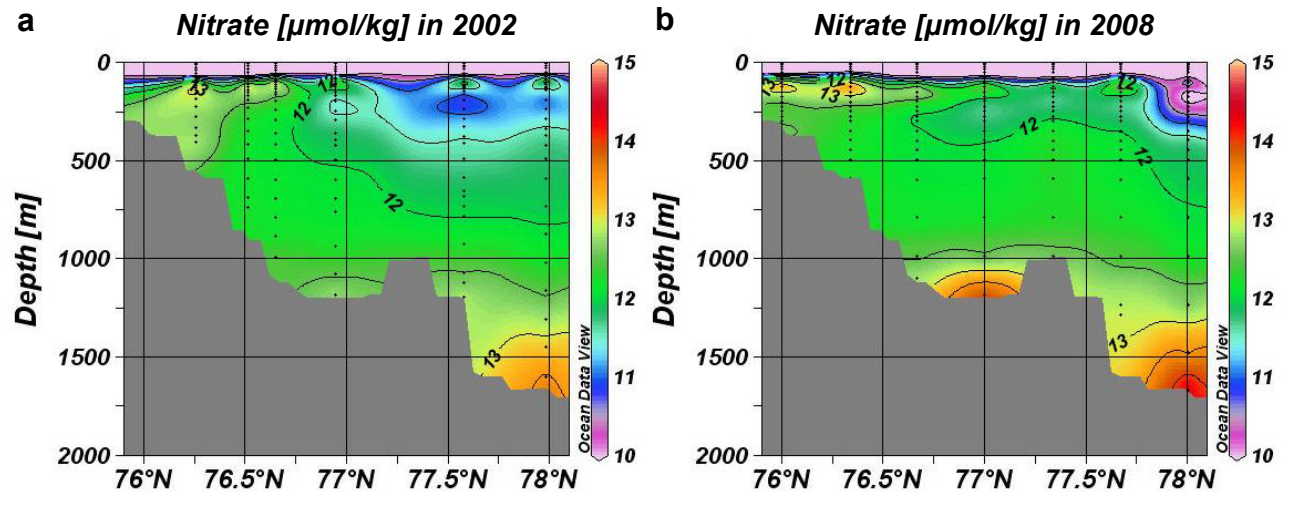 a
Nitrate [µmol/kg] in 2002
0
500
1000
1500
2000
Depth [m]
13
12
12
12
13
76°N
76.5°N
77°N
77.5°N
78°N
Ocean Data View
15
14
13
12
11
10
b
Nitrate [µmol/kg] in 2008
0
500
1000
1500
2000
Depth [m]
13
12
13
12
12
12
13
76°N
76.5°N
77°N
77.5°N
78°N
Ocean Data View
15
14
13
12
11
10